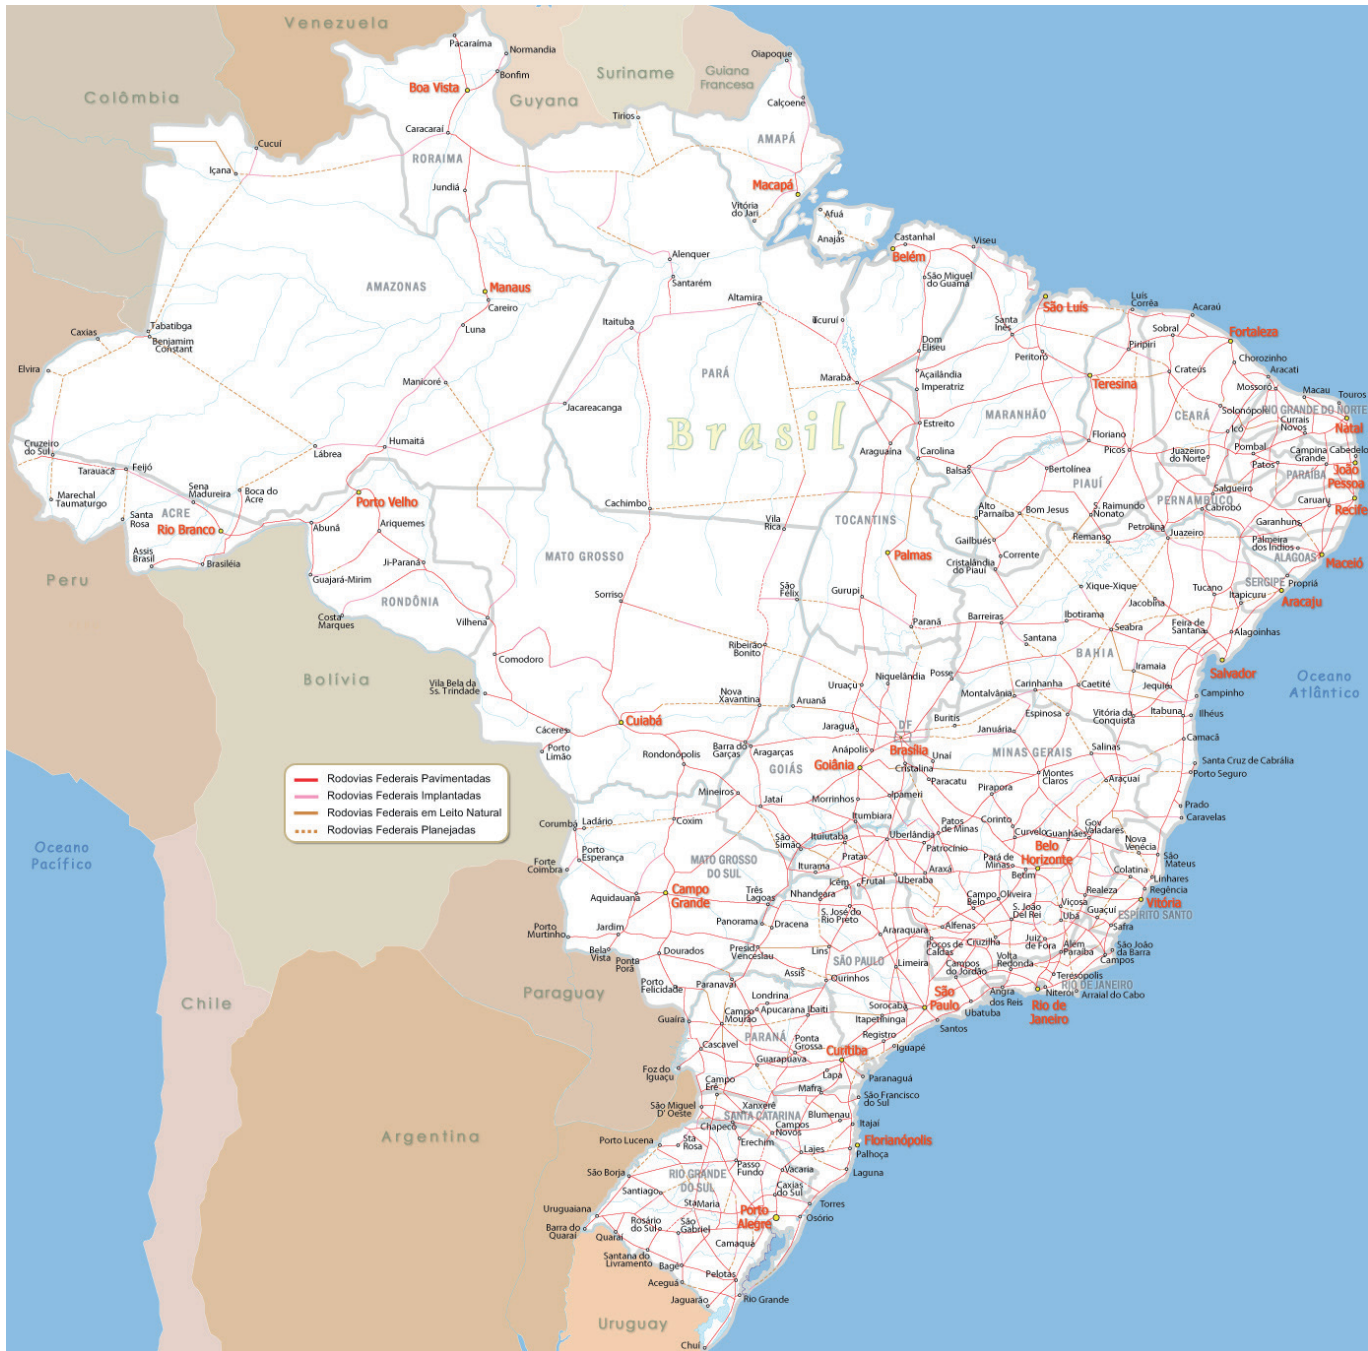 Venezuela
Pacaraima
Normandia
Bonfim
Boa Vista
Guyana
Suriname
Guiana
Francesa
Oiapoque
Calçoene
Colômbia
Tirios
Cucuí
Caracaraí
AMAPÁ
RORAIMA
Içana
Jundiá
Macapá
Vitória
do Jari
Afuá
Anajás
Castanhal
Viseu
Belém
Alenquer
São Miguel
do Guamá
Santarém
AMAZONAS
Manaus
Careiro
Altamira
São Luís
Luís
Corrêa
Acaraú
Tucuruí
Itaituba
Luna
Santa
Inês
Sobral
Fortaleza
Caxias
Tabatibga
Benjamim
Constant
Dom
Eliseu
Peritoró
Piripiri
Chorozinho
Elvira
Açailândia
Crateús
Aracati
PARÁ
Marabá
Imperatriz
Teresina
Mossoró
Macau
Touros
Manicoré
Jacareacanga
MARANHÃO
CEARÁ
Solonópole
RIO GRANDE DO NORTE
Brasil
Estreito
Currais
Novos
Natal
Icó
Floriano
Cruzeiro
do Sul
Humaitá
Lábrea
Araguaína
Carolina
Picos
Juazeiro
do Norte
Pombal
Campina
Grande
Cabedelo
Tarauacá
Feijó
Balsas
Bertolínea
Patos
PARAÍBA
João
Pessoa
PIAUÍ
Marechal
Taumaturgo
Sena
Madureira
Boca do
Acre
Porto Velho
Cachimbo
PERNAMBUCO
Salgueiro
Caruaru
Recife
ACRE
Santa
Rosa
Rio Branco
Abunã
Ariquemes
Vila
Rica
TOCANTINS
Alto
Parnaíba
Bom Jesus
S. Raimundo
Nonato
Cabrobó
Petrolina
Garanhuns
Gailbués
Remanso
Juazeiro
Palmeira
dos Índios
Assis
Brasil
Brasiléia
MATO GROSSO
Palmas
Corrente
ALAGOAS
Maceió
Ji-Paraná
Cristalândia
do Piauí
Peru
Guajará-Mirim
São
Félix
Gurupi
Xique-Xique
Tucano
SERGIPE
Propriá
Itapicuru
Aracaju
RONDÔNIA
Sorriso
Jacobina
Costa
Marques
Vilhena
Paranã
Barreiras
Ibotirama
Seabra
Feira de
Santana
Alagoinhas
Ribeirão
Bonito
Santana
BAHIA
Comodoro
Iramaia
Salvador
Bolívia
Vila Bela da
Ss. Trindade
Uruaçu
Niquelândia
Posse
Montalvânia
Carinhanha
Caetité
Jequié
Oceano
Atlântico
Nova
Xavantina
Aruanã
Campinho
Cuiabá
Buritis
Espinosa
Vitória da
Conquista
Itabuna
Ilhéus
Cáceres
Jaraguá
DF
Januária
Porto
Limão
Rondonópolis
Barra do
Garças
Aragarças
Anápolis
Brasília
Unaí
MINAS GERAIS
Salinas
Camacã
GOIÁS
Goiânia
Cristalina
Santa Cruz de Cabrália
Porto Seguro
Rodovias Federais Pavimentadas
Rodovias Federais Implantadas
Rodovias Federais em Leito Natural
Rodovias Federais Planejadas
Paracatu
Montes
Claros
Araçuaí
Mineiros
Jataí
Morrinhos
Ipameri
Pirapora
Prado
Caravelas
Corumbá
Ladário
Coxim
Itumbiara
Patos
de Minas
Corinto
Gov.
Valadares
Oceano
Pacífico
São
Simão
Ituiutaba
Uberlândia
Curvelo
Guanhães
Nova
Venécia
Porto
Esperança
Patrocínio
Belo
Horizonte
Prata
Forte
Coimbra
MATO GROSSO
DO SUL
Iturama
Araxá
Pará de
Minas
Betim
São
Mateus
Colatina
Linhares
Aquidauana
Campo
Grande
Três
Lagoas
Nhandeara
Icém
Frutal
Uberaba
Campo
Belo
Oliveira
Realeza
Regência
Vitória
S. José do
Rio Preto
S. João
Del Rei
Viçosa
Ubá
Guaçuí
ESPÍRITO SANTO
Porto
Murtinho
Jardim
Panorama
Dracena
Araraquara
Alfenas
Safra
Bela
Vista
Dourados
Presid.
Venceslau
Lins
Poços de
Caldas
Cruzília
Juiz
de Fora
Além
Paraíba
São João
da Barra
Ponta
Porã
SÃO PAULO
Limeira
Volta
Redonda
Campos
Assis
Ourinhos
Campos
do Jordão
Teresópolis
Porto
Felicidade
Paranavaí
RIO DE JANEIRO
Paraguay
Londrina
São
Paulo
Angra
dos Reis
Niterói
Arraial do Cabo
Chile
Campo
Mourão
Apucarana
Ibaiti
Sorocaba
Ubatuba
Rio de
Janeiro
Guaíra
Itapetininga
Santos
PARANÁ
Ponta
Grossa
Registro
Cascavel
Curitiba
Iguapé
Guarapuava
Foz do
Iguaçu
Lapa
Paranaguá
Campo
Erê
Mafra
São Francisco
do Sul
São Miguel
D' Oeste
Xanxerê
SANTA CATARINA
Blumenau
Itajaí
Chapecó
Campos
Novos
Argentina
Porto Lucena
Sta
Rosa
Erechim
Florianópolis
Lajes
Palhoça
São Borja
RIO GRANDE
DO SUL
Passo
Fundo
Vacaria
Laguna
Santiago
Caxias
do Sul
Sta Maria
Torres
Uruguaiana
Porto
Alegre
Osório
Barra do
Quaraí
Rosário
do Sul
São
Gabriel
Quaraí
Camaquã
Santana do
Livramento
Bagé
Pelotas
Aceguá
Jaguarão
Rio Grande
Uruguay
Chuí